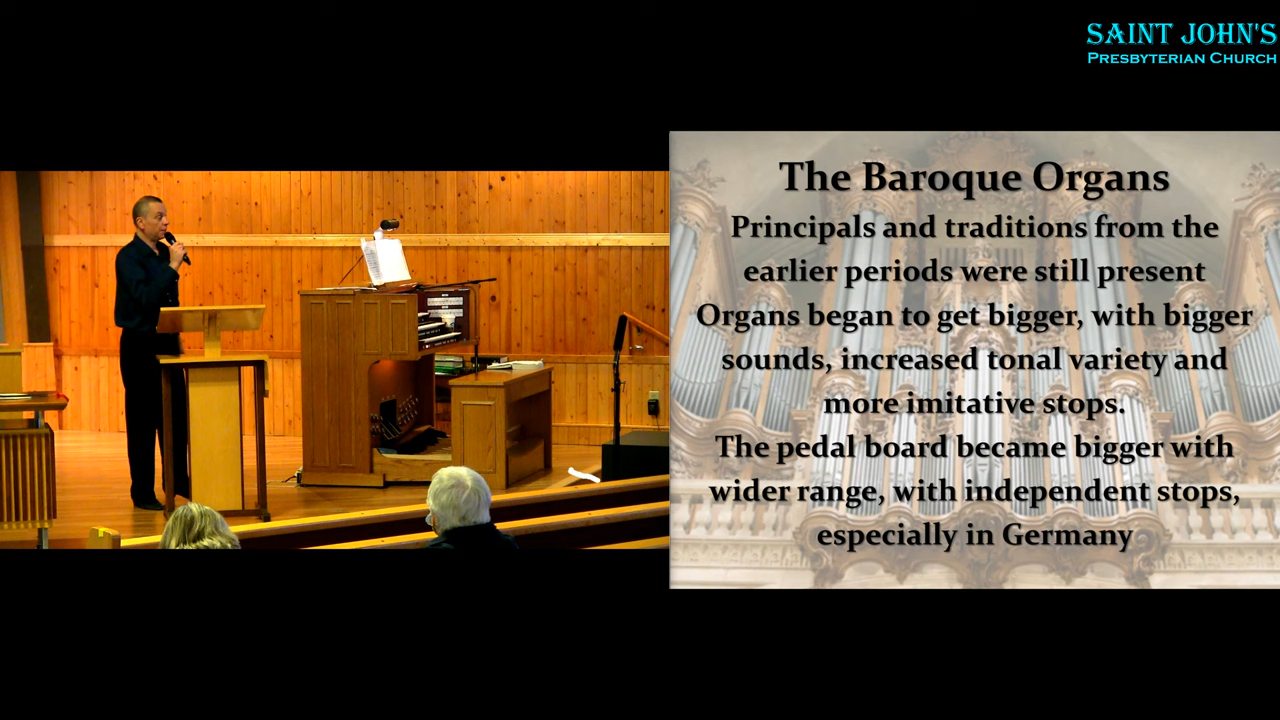 SAINT JOHN'S
PRESBYTERIAN CHURCH
The Baroque Organs
Principals and traditions from the
earlier periods were still present
Organs began to get bigger, with bigger
sounds, increased tonal variety and
more imitative stops.
The pedal board became bigger with
wider range, with independent stops,
especially in Germany